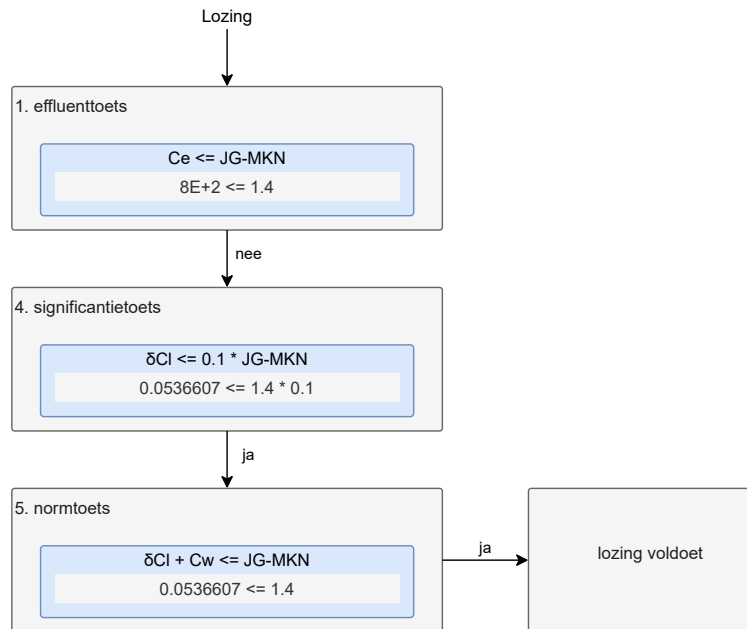 Lozing
1. effluenttoets
Ce <= JG-MKN
8E+2 <= 1.4
nee
4. significantietoets
δCl <= 0.1 * JG-MKN
0.0536607 <= 1.4 * 0.1
ja
5. normtoets
δCl + Cw <= JG-MKN
0.0536607 <= 1.4
ja
lozing voldoet